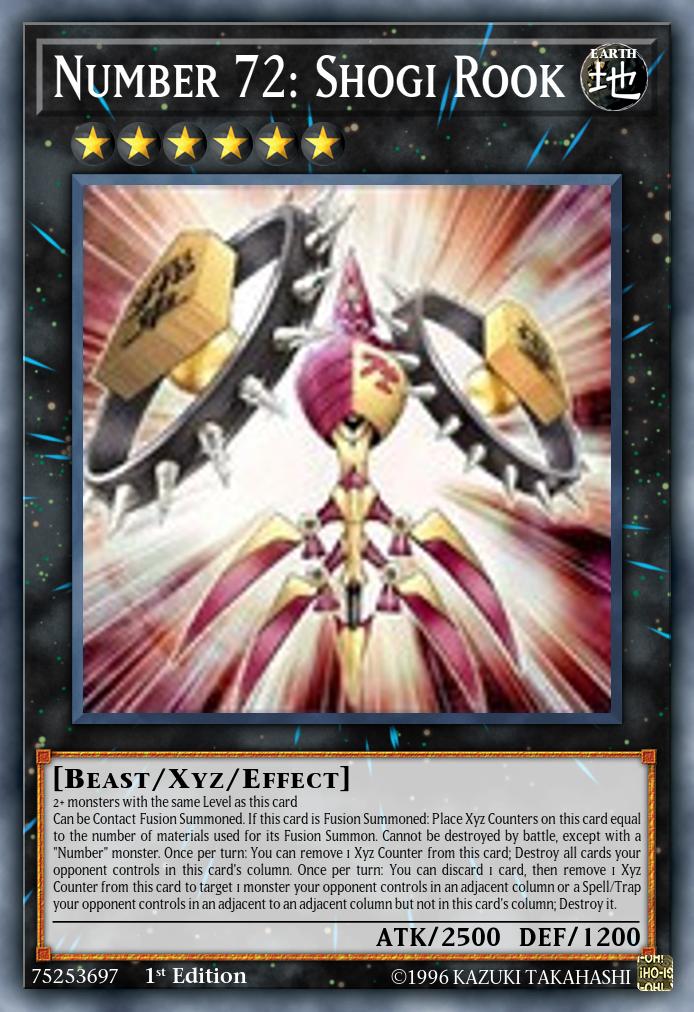 NUMBER 72: SHOGI ROOK
EARTH
地
72
[BEAST/XYZ/EFFECT]
2+ monsters with the same Level as this card
Can be Contact Fusion Summoned. If this card is Fusion Summoned: Place Xyz Counters on this card equal
to the number of materials used for its Fusion Summon. Cannot be destroyed by battle, except with a
"Number" monster. Once per turn: You can remove 1 Xyz Counter from this card; Destroy all cards your
opponent controls in this card's column. Once per turn: You can discard 1 card, then remove 1 Xyz
Counter from this card to target 1 monster your opponent controls in an adjacent column or a Spell/Trap
your opponent controls in an adjacent to an adjacent column but not in this card's column; Destroy it.
ATK/2500 DEF/1200
75253697 1st Edition ©1996 KAZUKI TAKAHASHI